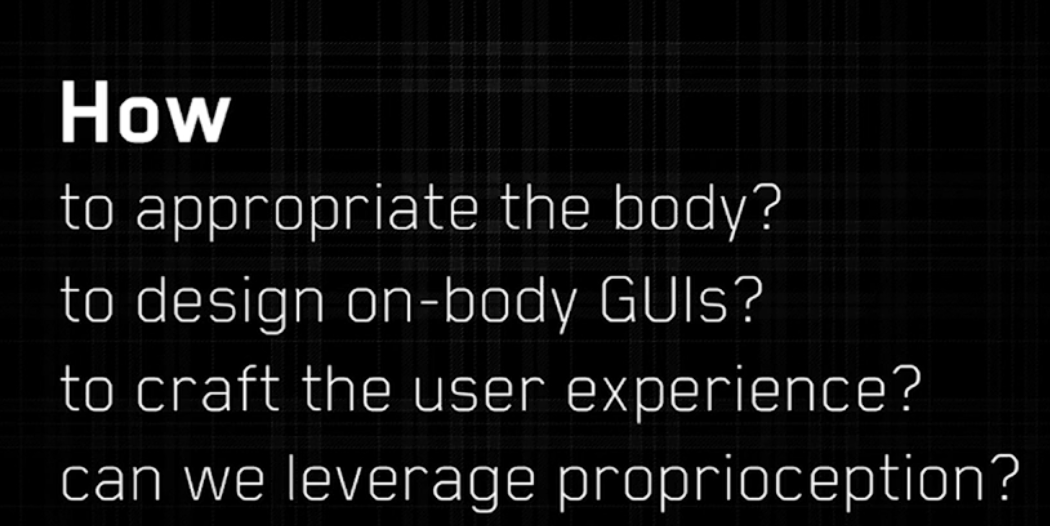 How
to appropriate the body?
to design on-body GUIs?
to craft the user experience?
can we leverage proprioception?